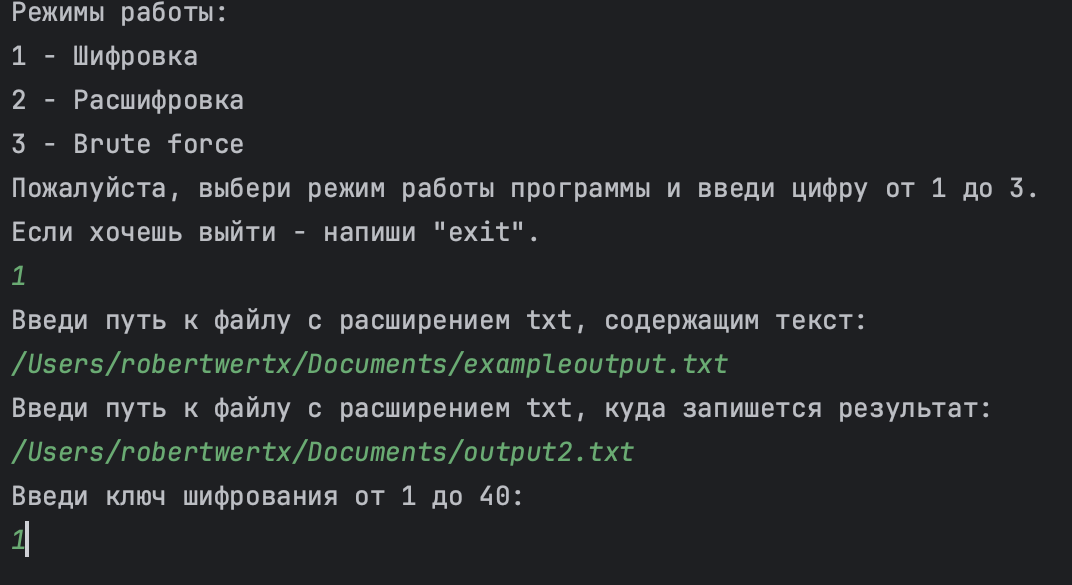 Режимы работы:
1 - Шифровка
2 - Расшифровка
3 - Brute force
Пожалуйста, выбери режим работы программы и введи цифру от 1 до 3.
Если хочешь выйти - напиши "exit".
1
Введи путь к файлу с расширением txt, содержащим текст:
/Users/robertwertx/Documents/exampleoutput.txt
Введи путь к файлу с расширением txt, куда запишется результат:
/Users/robertwertx/Documents/output2.txt
Введи ключ шифрования от 1 до 40:
1